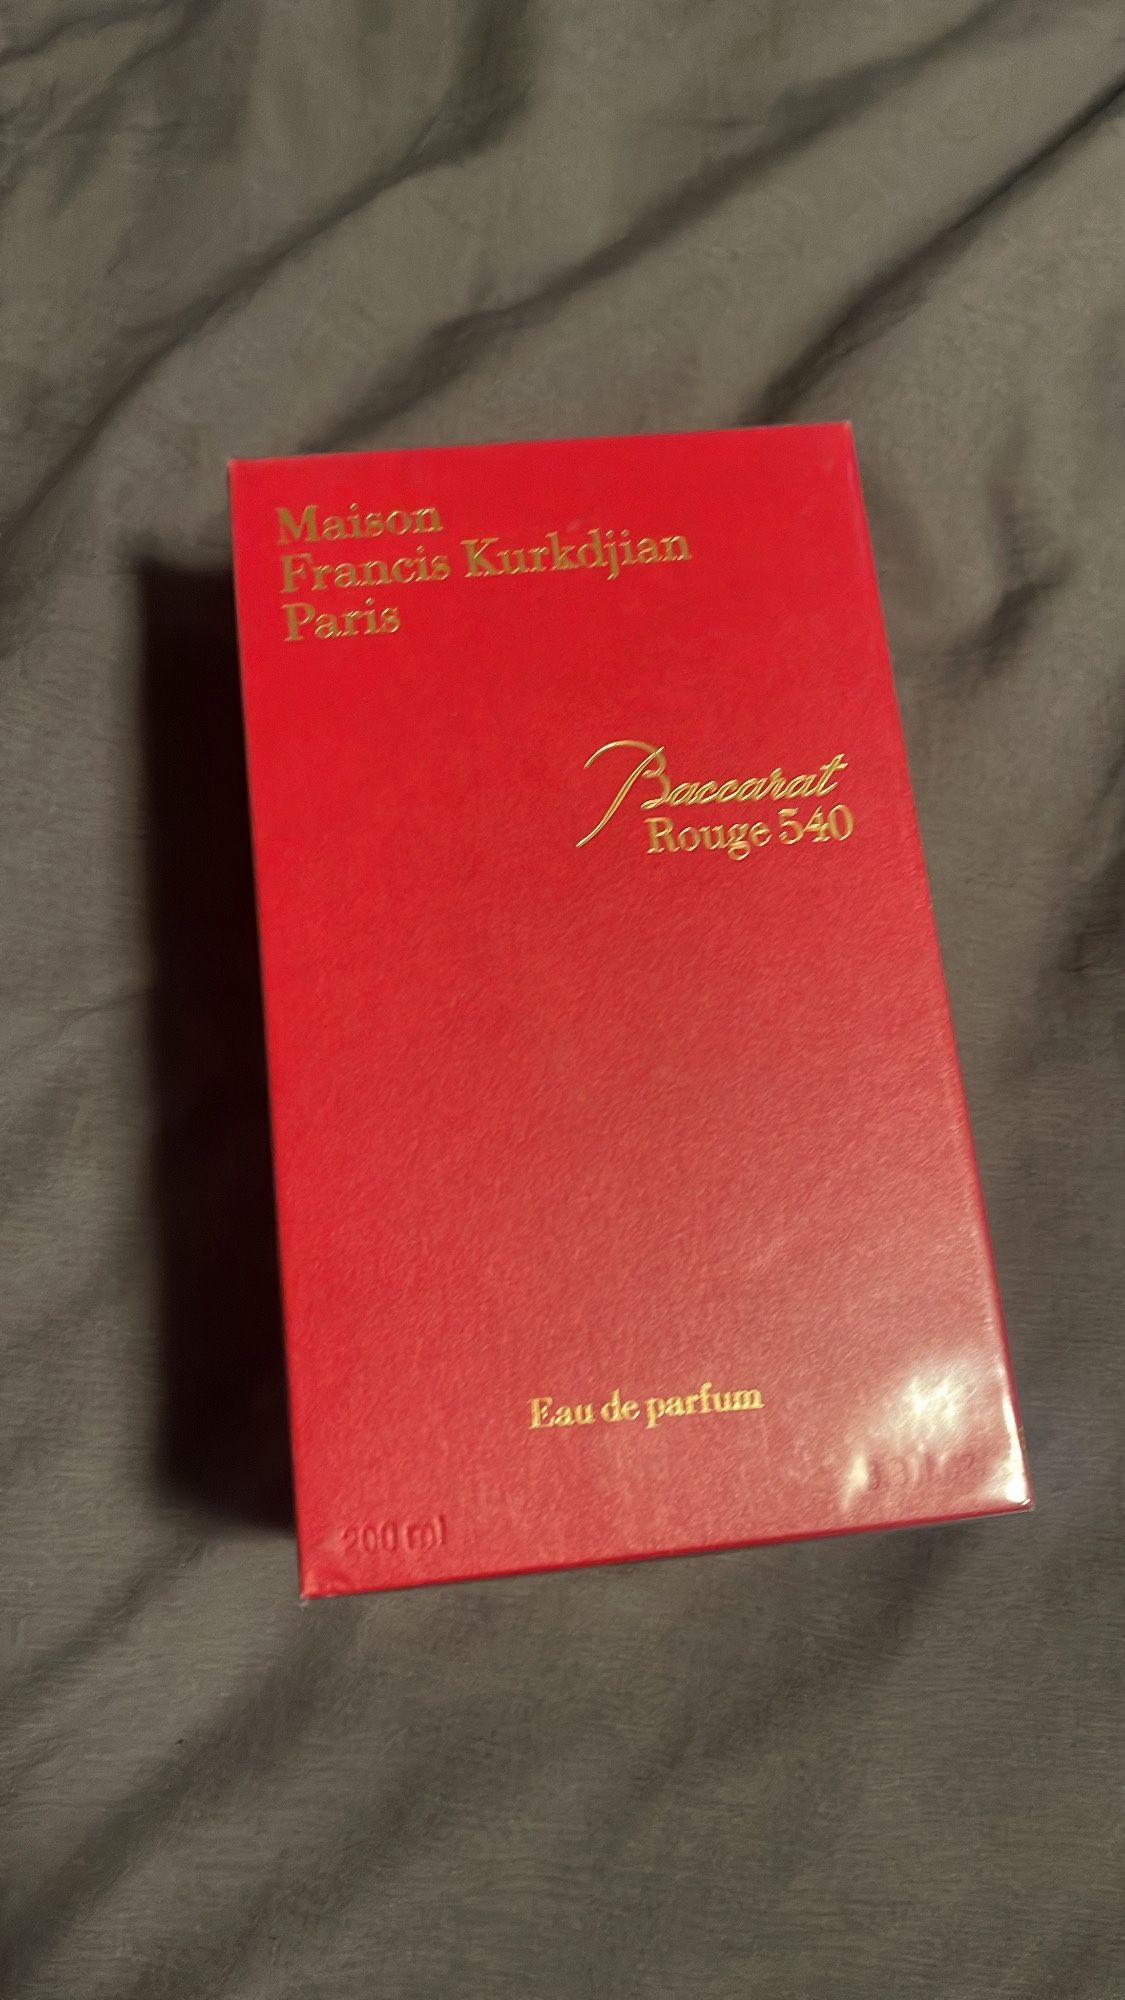 Maison
Francis Kurkdjian
Paris
Baccarat
Rouge 540
Eau de parfum
200 ml